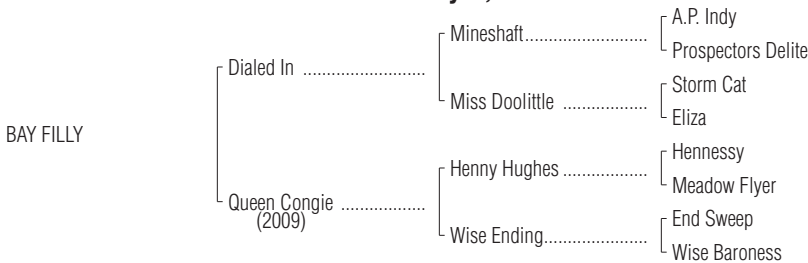 A.P. Indy
Mineshaft
Prospectors Delite
Dialed In
Storm Cat
Miss Doolittle
Eliza
BAY FILLY
Hennessy
Henny Hughes
Meadow Flyer
Queen Congie
(2009)
End Sweep
Wise Ending
Wise Baroness